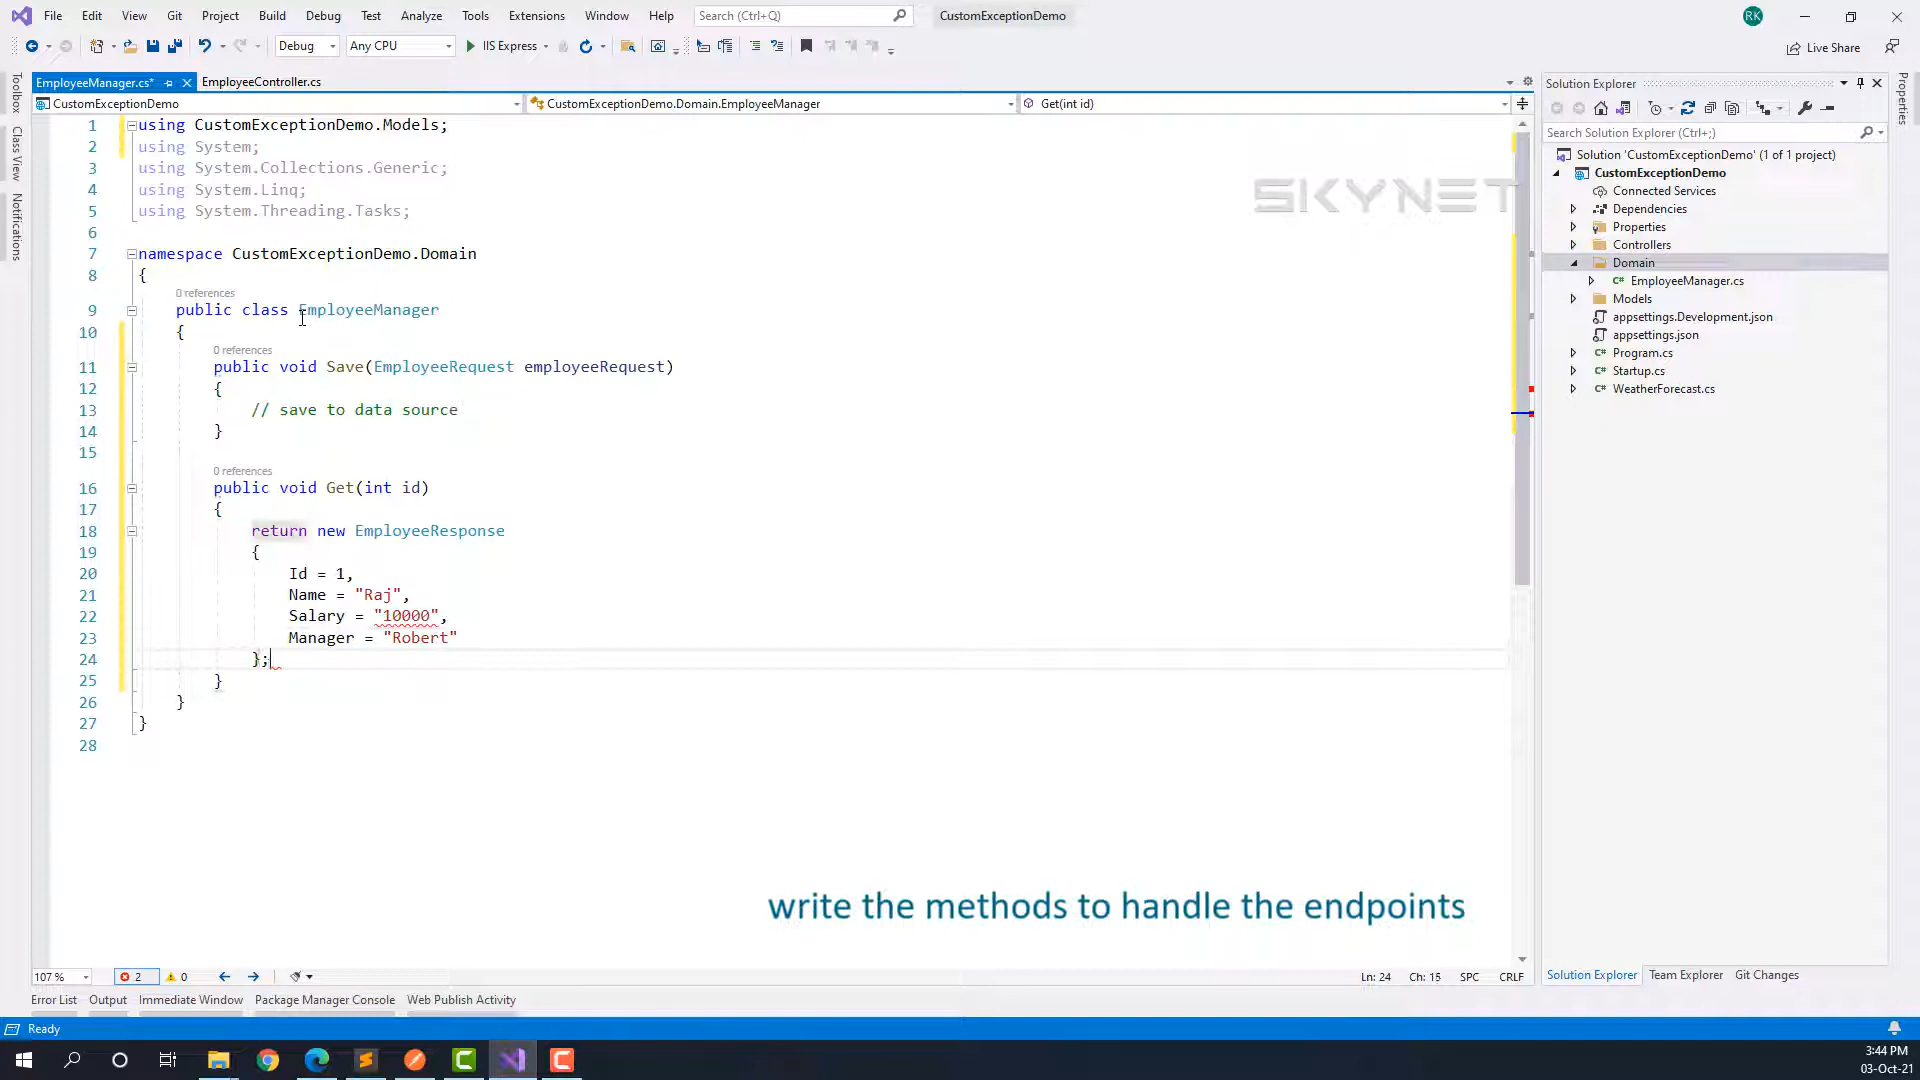 File Edit View Git Project Build Debug Test Analyze Tools Extensions Window Help Search (Ctrl+Q) CustomExceptionDemo RK
Debug Any CPU IIS Express Live Share
EmployeeManager.cs* EmployeeController.cs
CustomExceptionDemo CustomExceptionDemo.Domain.EmployeeManager Get(int id)
Toolbox
Class View
Notifications
1 using CustomExceptionDemo.Models;
2 using System;
3 using System.Collections.Generic;
4 using System.Linq;
5 using System.Threading.Tasks;
6
7 namespace CustomExceptionDemo.Domain
8 {
0 references
9 public class EmployeeManager
10 {
0 references
11 public void Save(EmployeeRequest employeeRequest)
12 {
13 // save to data source
14 }
15
0 references
16 public void Get(int id)
17 {
18 return new EmployeeResponse
19 {
20 Id = 1,
21 Name = "Raj",
22 Salary = "10000",
23 Manager = "Robert"
24 };
25 }
26 }
27 }
28
SKYNET
write the methods to handle the endpoints
107 % 2 0 Ln: 24 Ch: 15 SPC CRLF
Solution Explorer
Search Solution Explorer (Ctrl+;)
Solution 'CustomExceptionDemo' (1 of 1 project)
CustomExceptionDemo
Connected Services
Dependencies
Properties
Controllers
Domain
C# EmployeeManager.cs
Models
appsettings.Development.json
appsettings.json
C# Program.cs
C# Startup.cs
C# WeatherForecast.cs
Solution Explorer Team Explorer Git Changes
Properties
Error List Output Immediate Window Package Manager Console Web Publish Activity
Ready
3:44 PM
03-Oct-21